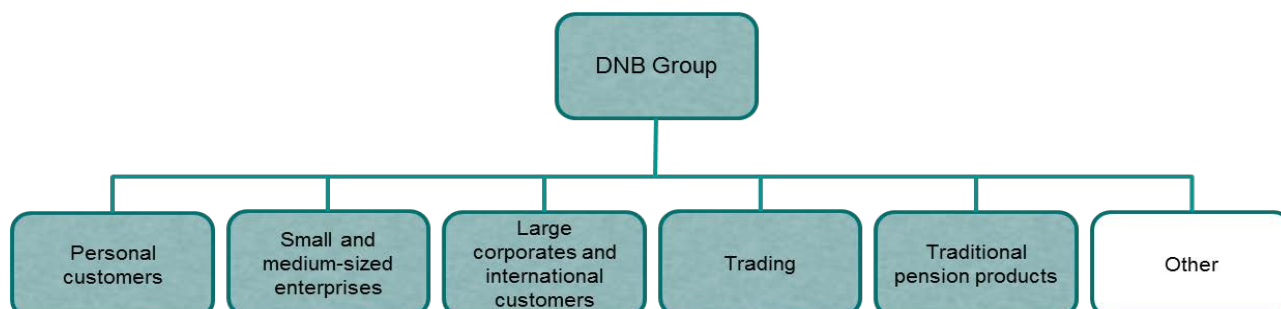 DNB Group
Personal
customers
Small and
medium-sized
enterprises
Large
corporates and
international
customers
Trading
Traditional
pension products
Other